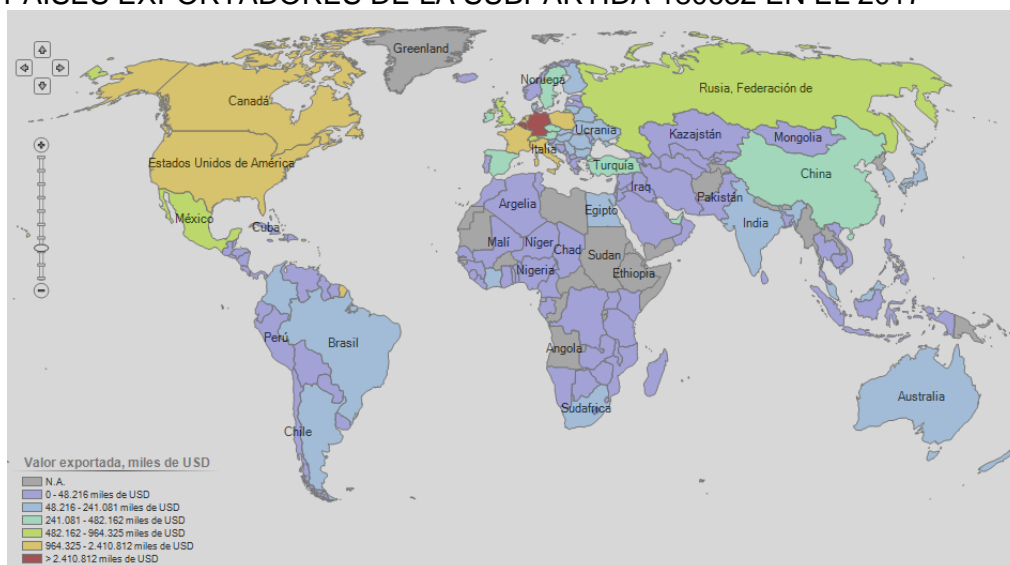 PAÍSES EXPORTADORES DE LA SUBPARTIDA 180632 EN EL 2017
Greenland
Noruega
Canadá
Rusia, Federación de
Ucrania
Kazajstán
Mongolia
Italia
Estados Unidos de América
Turquía
China
Iraq
Pakistán
Argelia
México
Egipto
Cuba
India
Malí
Níger
Chad
Sudan
Nigeria
Ethiopia
Perú
Brasil
Angola
Australia
Sudáfrica
Chile
Valor exportada, miles de USD
N.A.
0 - 48.216 miles de USD
48.216 - 241.081 miles de USD
241.081 - 482.162 miles de USD
482.162 - 964.325 miles de USD
964.325 - 2.410.812 miles de USD
> 2.410.812 miles de USD